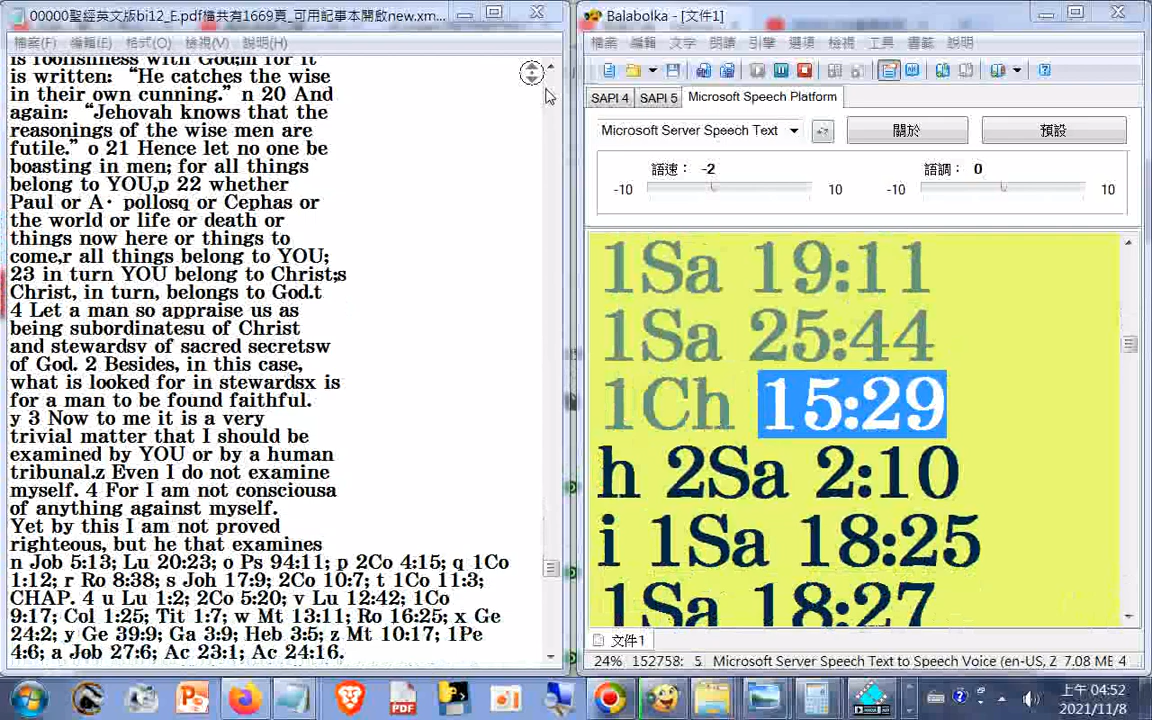 00000聖經英文版bi12_E.pdf檔共有1669頁_可用記事本開啟new.xm...
檔案(F) 編輯(E) 格式(O) 檢視(V) 說明(H)
is foolishness with God;m for it
is written: “He catches the wise
in their own cunning.” n 20 And
again: “Jehovah knows that the
reasonings of the wise men are
futile.” o 21 Hence let no one be
boasting in men; for all things
belong to YOU,p 22 whether
Paul or A· pollosq or Cephas or
the world or life or death or
things now here or things to
come,r all things belong to YOU;
23 in turn YOU belong to Christ;s
Christ, in turn, belongs to God.t
4 Let a man so appraise us as
being subordinatesu of Christ
and stewardsv of sacred secretsw
of God. 2 Besides, in this case,
what is looked for in stewardsx is
for a man to be found faithful.
y 3 Now to me it is a very
trivial matter that I should be
examined by YOU or by a human
tribunal.z Even I do not examine
myself. 4 For I am not consciousa
of anything against myself.
Yet by this I am not proved
righteous, but he that examines
n Job 5:13; Lu 20:23; o Ps 94:11; p 2Co 4:15; q 1Co
1:12; r Ro 8:38; s Joh 17:9; 2Co 10:7; t 1Co 11:3;
CHAP. 4 u Lu 1:2; 2Co 5:20; v Lu 12:42; 1Co
9:17; Col 1:25; Tit 1:7; w Mt 13:11; Ro 16:25; x Ge
24:2; y Ge 39:9; Ga 3:9; Heb 3:5; z Mt 10:17; 1Pe
4:6; a Job 27:6; Ac 23:1; Ac 24:16.
Balabolka - [文件1]
檔案 編輯 文字 朗讀 引擎 選項 檢視 工具 書籤 說明
SAPI 4 SAPI 5 Microsoft Speech Platform
Microsoft Server Speech Text 關於 預設
語速： -2 語調： 0
-10 10 -10 10
1Sa 19:11
1Sa 25:44
1Ch 15:29
h 2Sa 2:10
i 1Sa 18:25
1Sa 18:27
文件1
24% 152758: 5 Microsoft Server Speech Text to Speech Voice (en-US, 2 7.08 ME 4
PDF
上午 04:52
2021/11/8